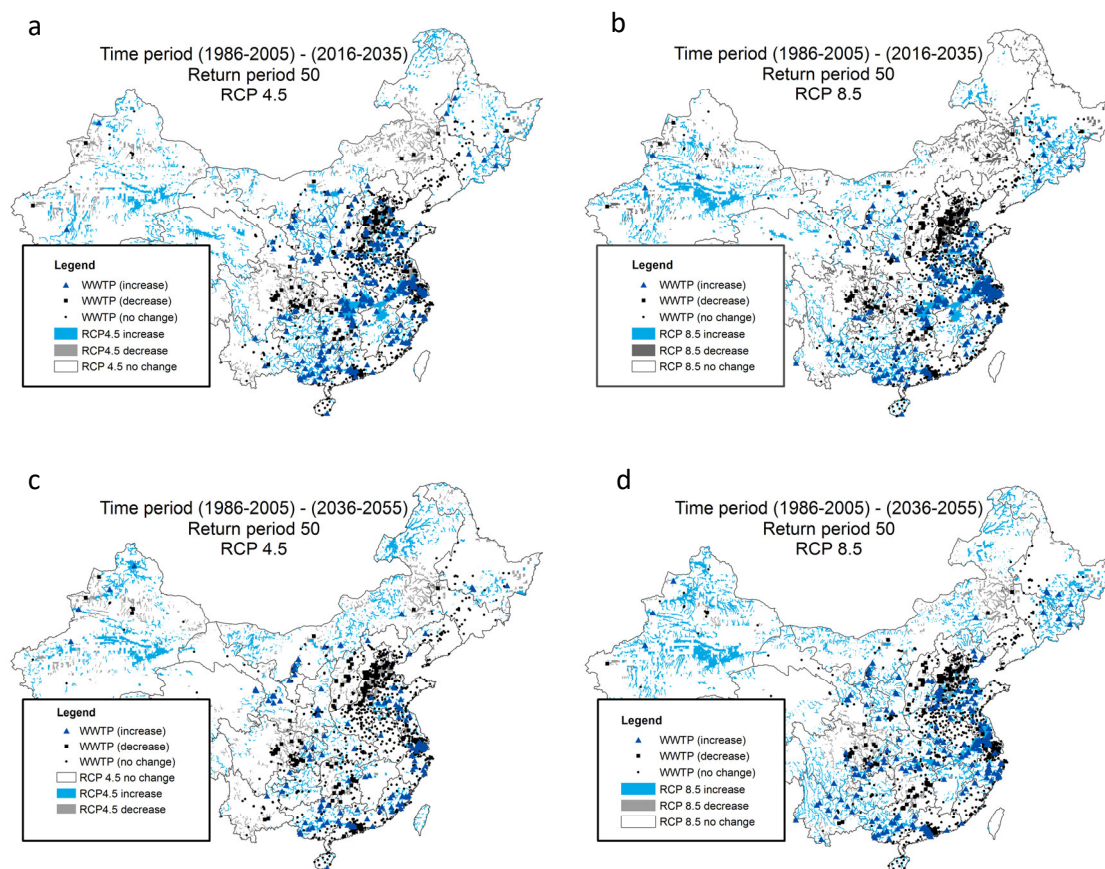 a
Time period (1986-2005) - (2016-2035)
Return period 50
RCP 4.5
Legend
WWTP (increase)
WWTP (decrease)
WWTP (no change)
RCP4.5 increase
RCP4.5 decrease
RCP 4.5 no change
b
Time period (1986-2005) - (2016-2035)
Return period 50
RCP 8.5
Legend
WWTP (increase)
WWTP (decrease)
WWTP (no change)
RCP 8.5 increase
RCP 8.5 decrease
RCP 8.5 no change
c
Time period (1986-2005) - (2036-2055)
Return period 50
RCP 4.5
Legend
WWTP (increase)
WWTP (decrease)
WWTP (no change)
RCP 4.5 no change
RCP4.5 increase
RCP4.5 decrease
d
Time period (1986-2005) - (2036-2055)
Return period 50
RCP 8.5
Legend
WWTP (increase)
WWTP (decrease)
WWTP (no change)
RCP 8.5 increase
RCP 8.5 decrease
RCP 8.5 no change